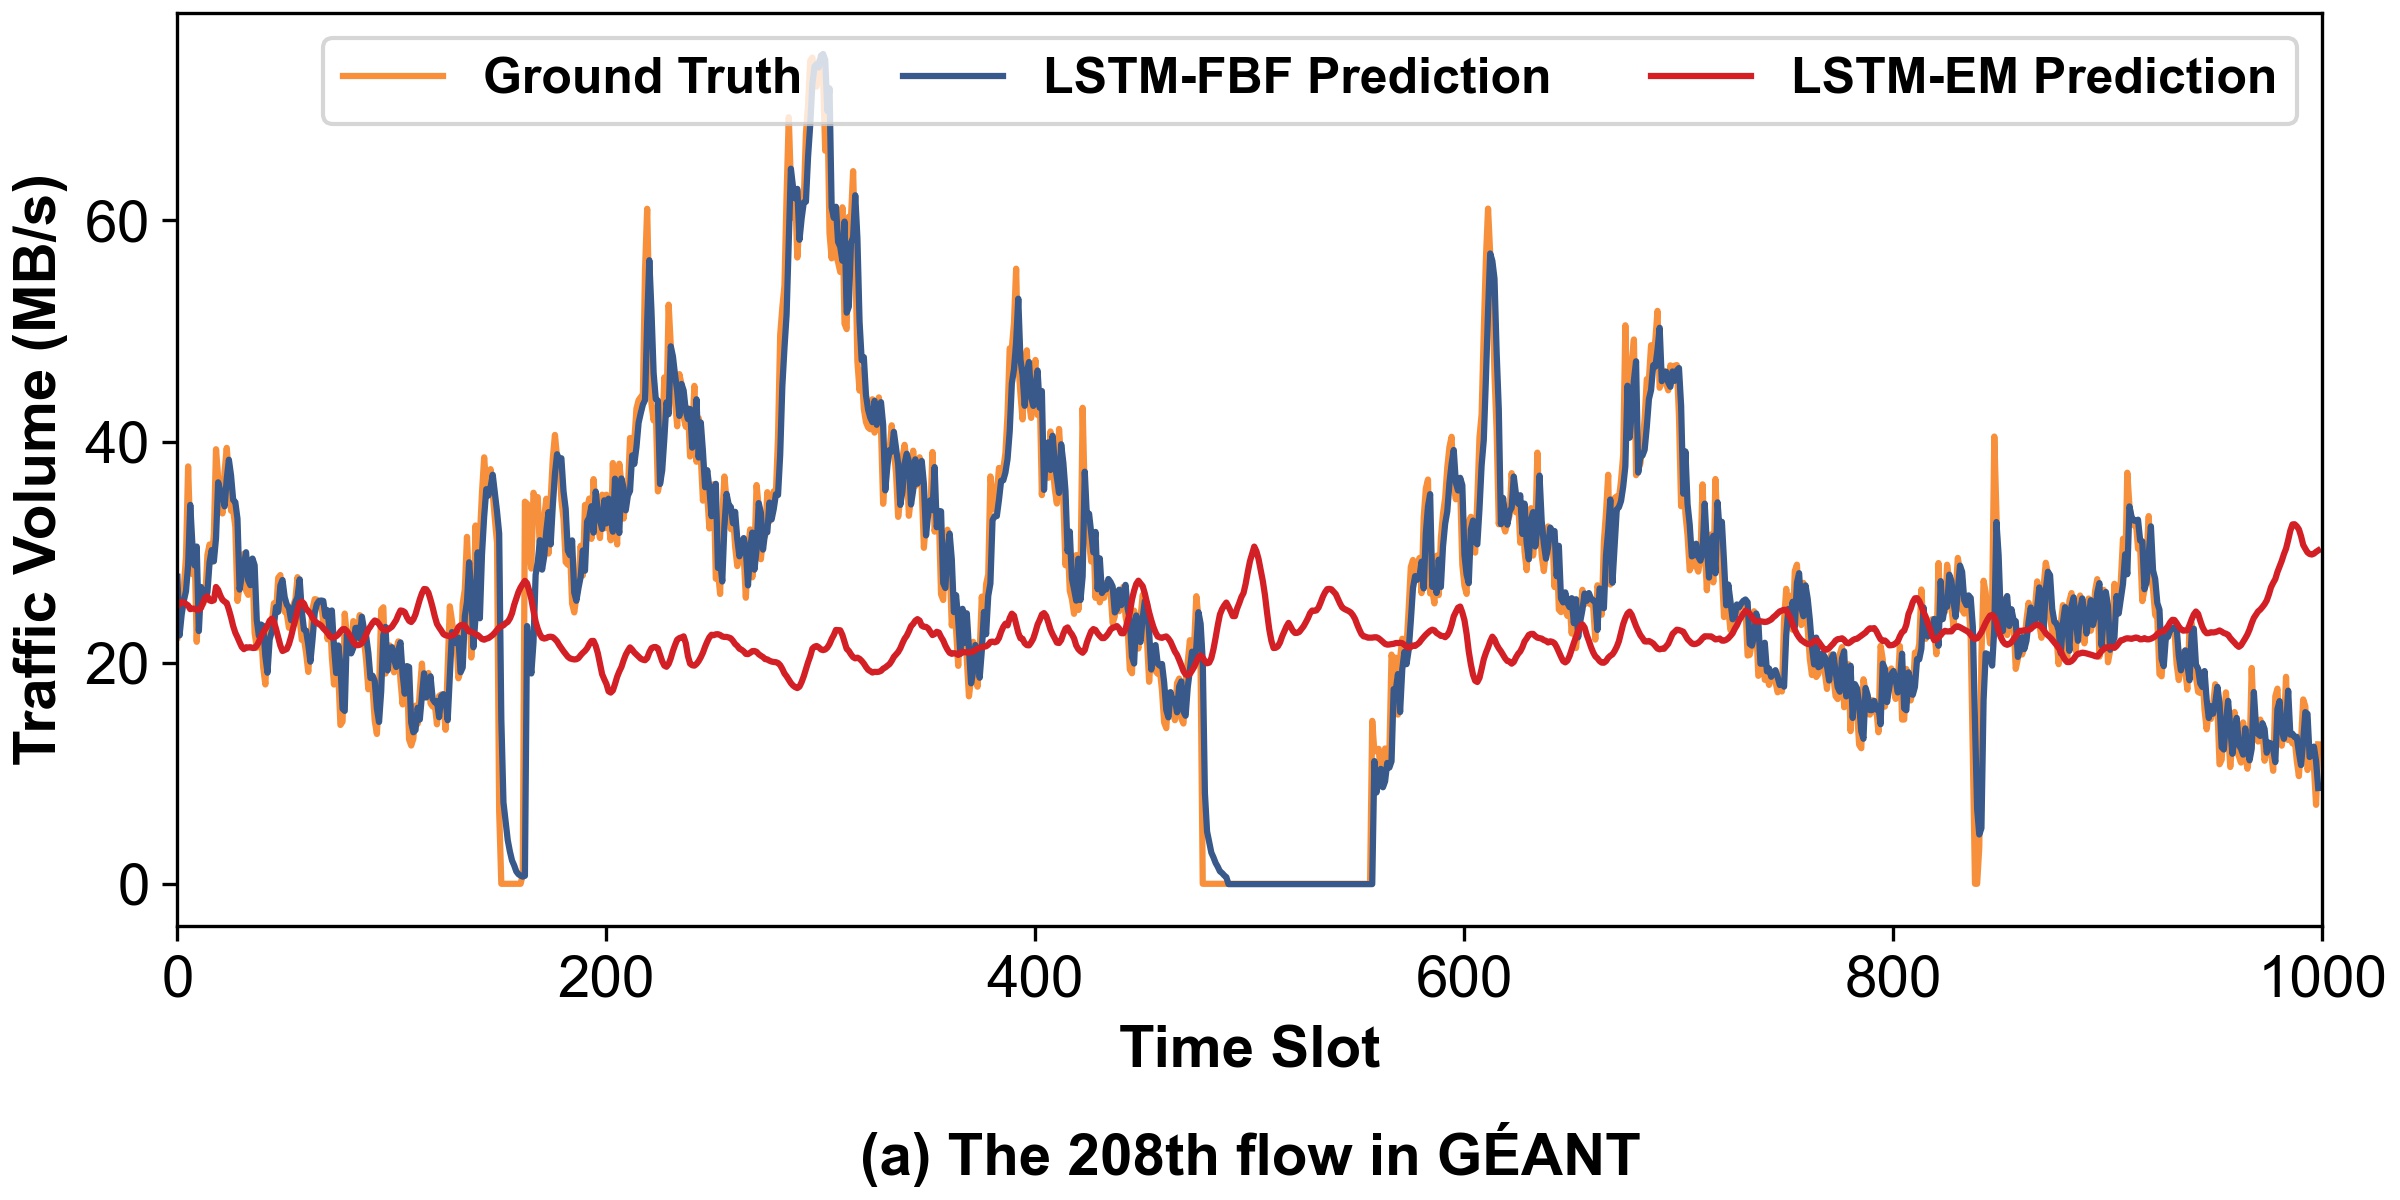 Ground Truth LSTM-FBF Prediction LSTM-EM Prediction
Traffic Volume (MB/s)
60
40
20
0
0 200 400 600 800 1000
Time Slot
(a) The 208th flow in GÉANT